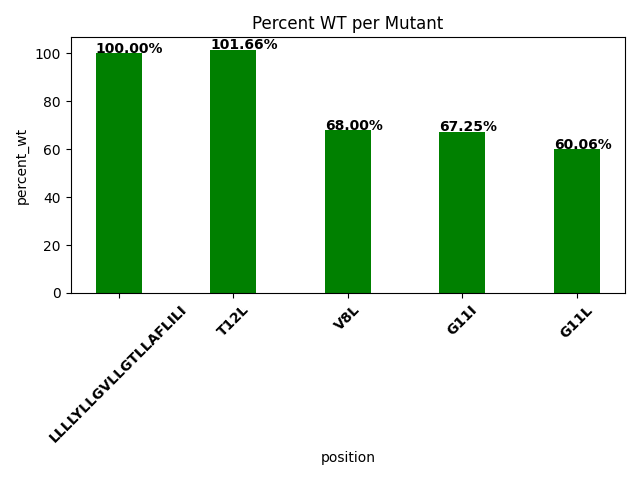 Percent WT per Mutant
percent_wt
100
80
60
40
20
0
100.00%
101.66%
68.00%
67.25%
60.06%
LLLLYLLGVLLGTLLAFLILI
T12L
V8L
G11I
G11L
position